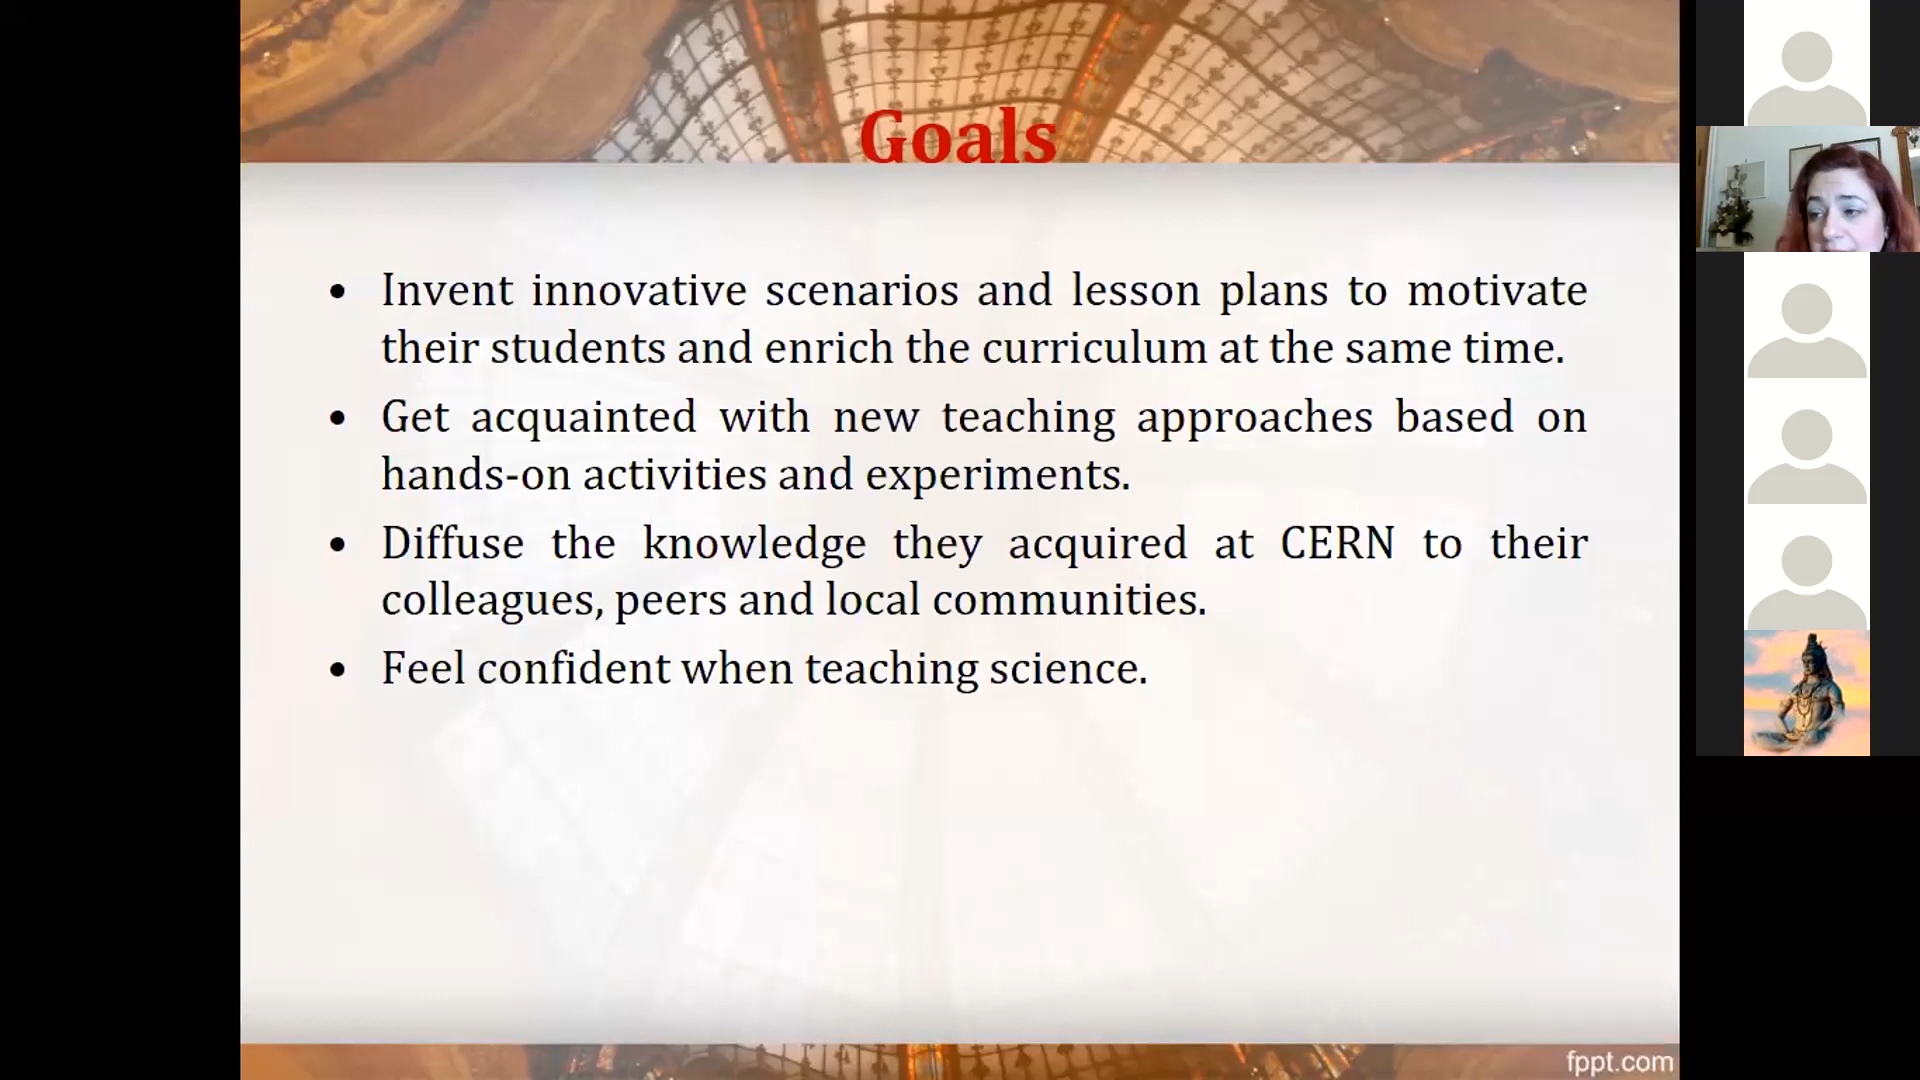 Goals
• Invent innovative scenarios and lesson plans to motivate
their students and enrich the curriculum at the same time.
• Get acquainted with new teaching approaches based on
hands-on activities and experiments.
• Diffuse the knowledge they acquired at CERN to their
colleagues, peers and local communities.
• Feel confident when teaching science.
fppt.com